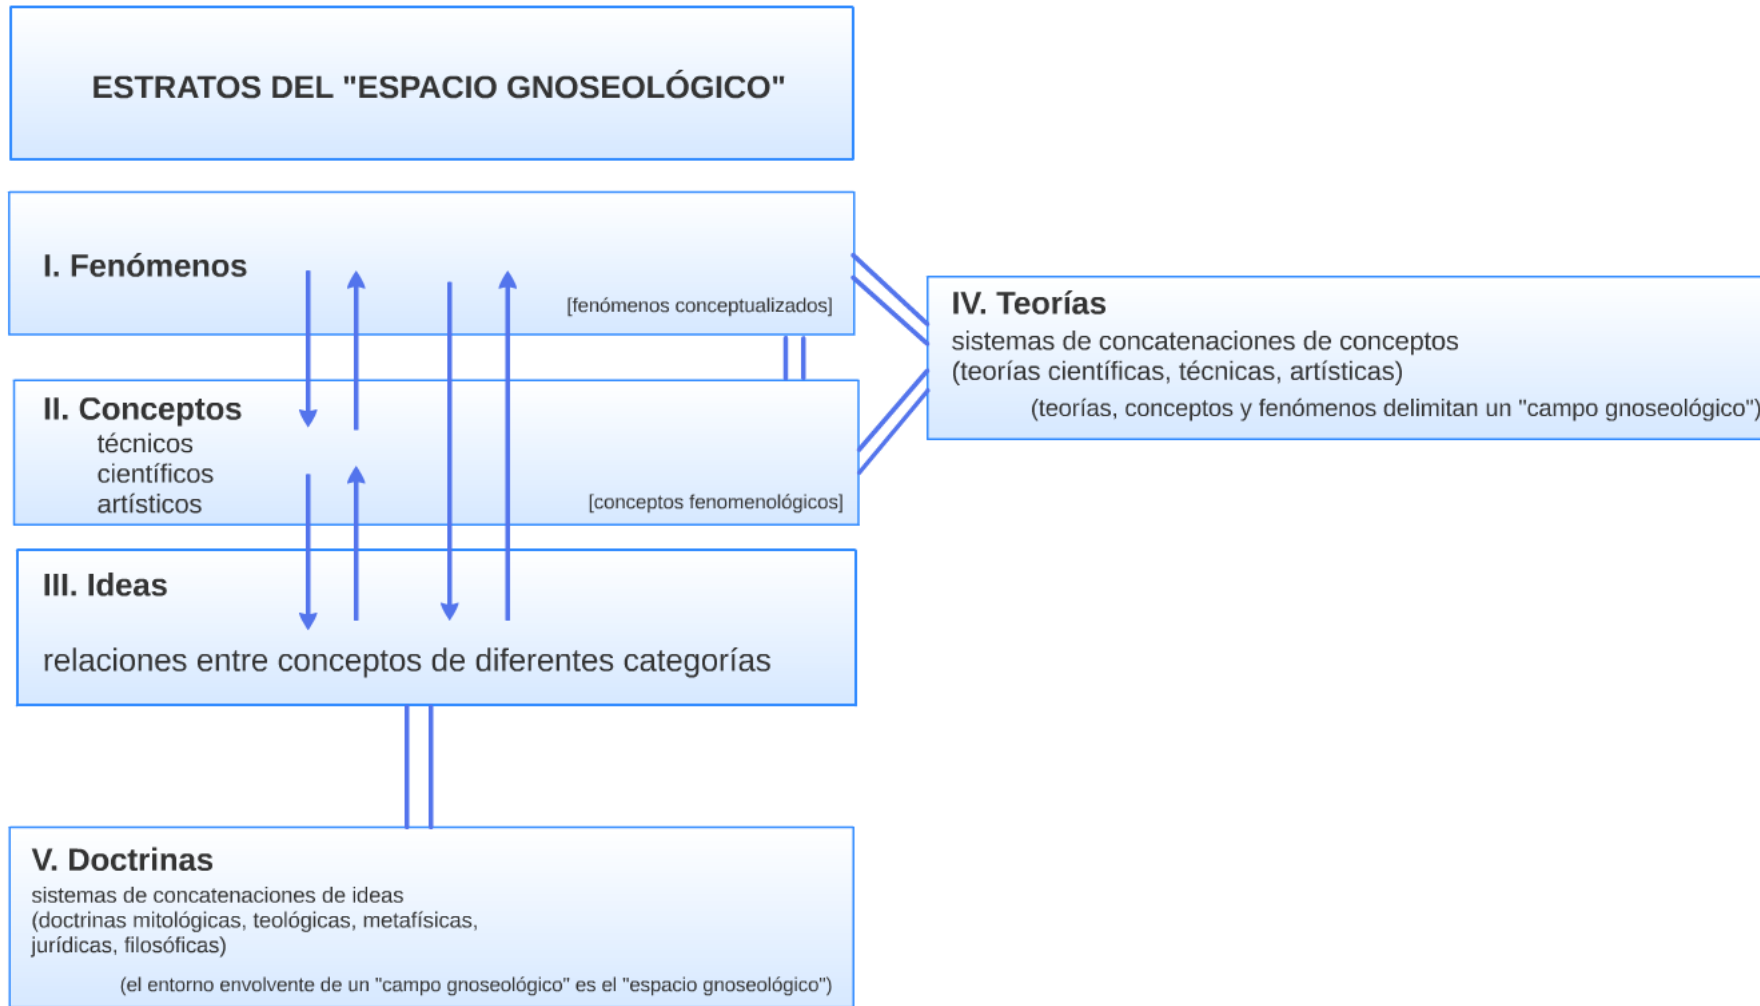 ESTRATOS DEL "ESPACIO GNOSEOLÓGICO"
I. Fenómenos
[fenómenos conceptualizados]
II. Conceptos
técnicos
científicos
artísticos
[conceptos fenomenológicos]
III. Ideas
relaciones entre conceptos de diferentes categorías
IV. Teorías
sistemas de concatenaciones de conceptos
(teorías científicas, técnicas, artísticas)
(teorías, conceptos y fenómenos delimitan un "campo gnoseológico")
V. Doctrinas
sistemas de concatenaciones de ideas
(doctrinas mitológicas, teológicas, metafísicas,
jurídicas, filosóficas)
(el entorno envolvente de un "campo gnoseológico" es el "espacio gnoseológico")